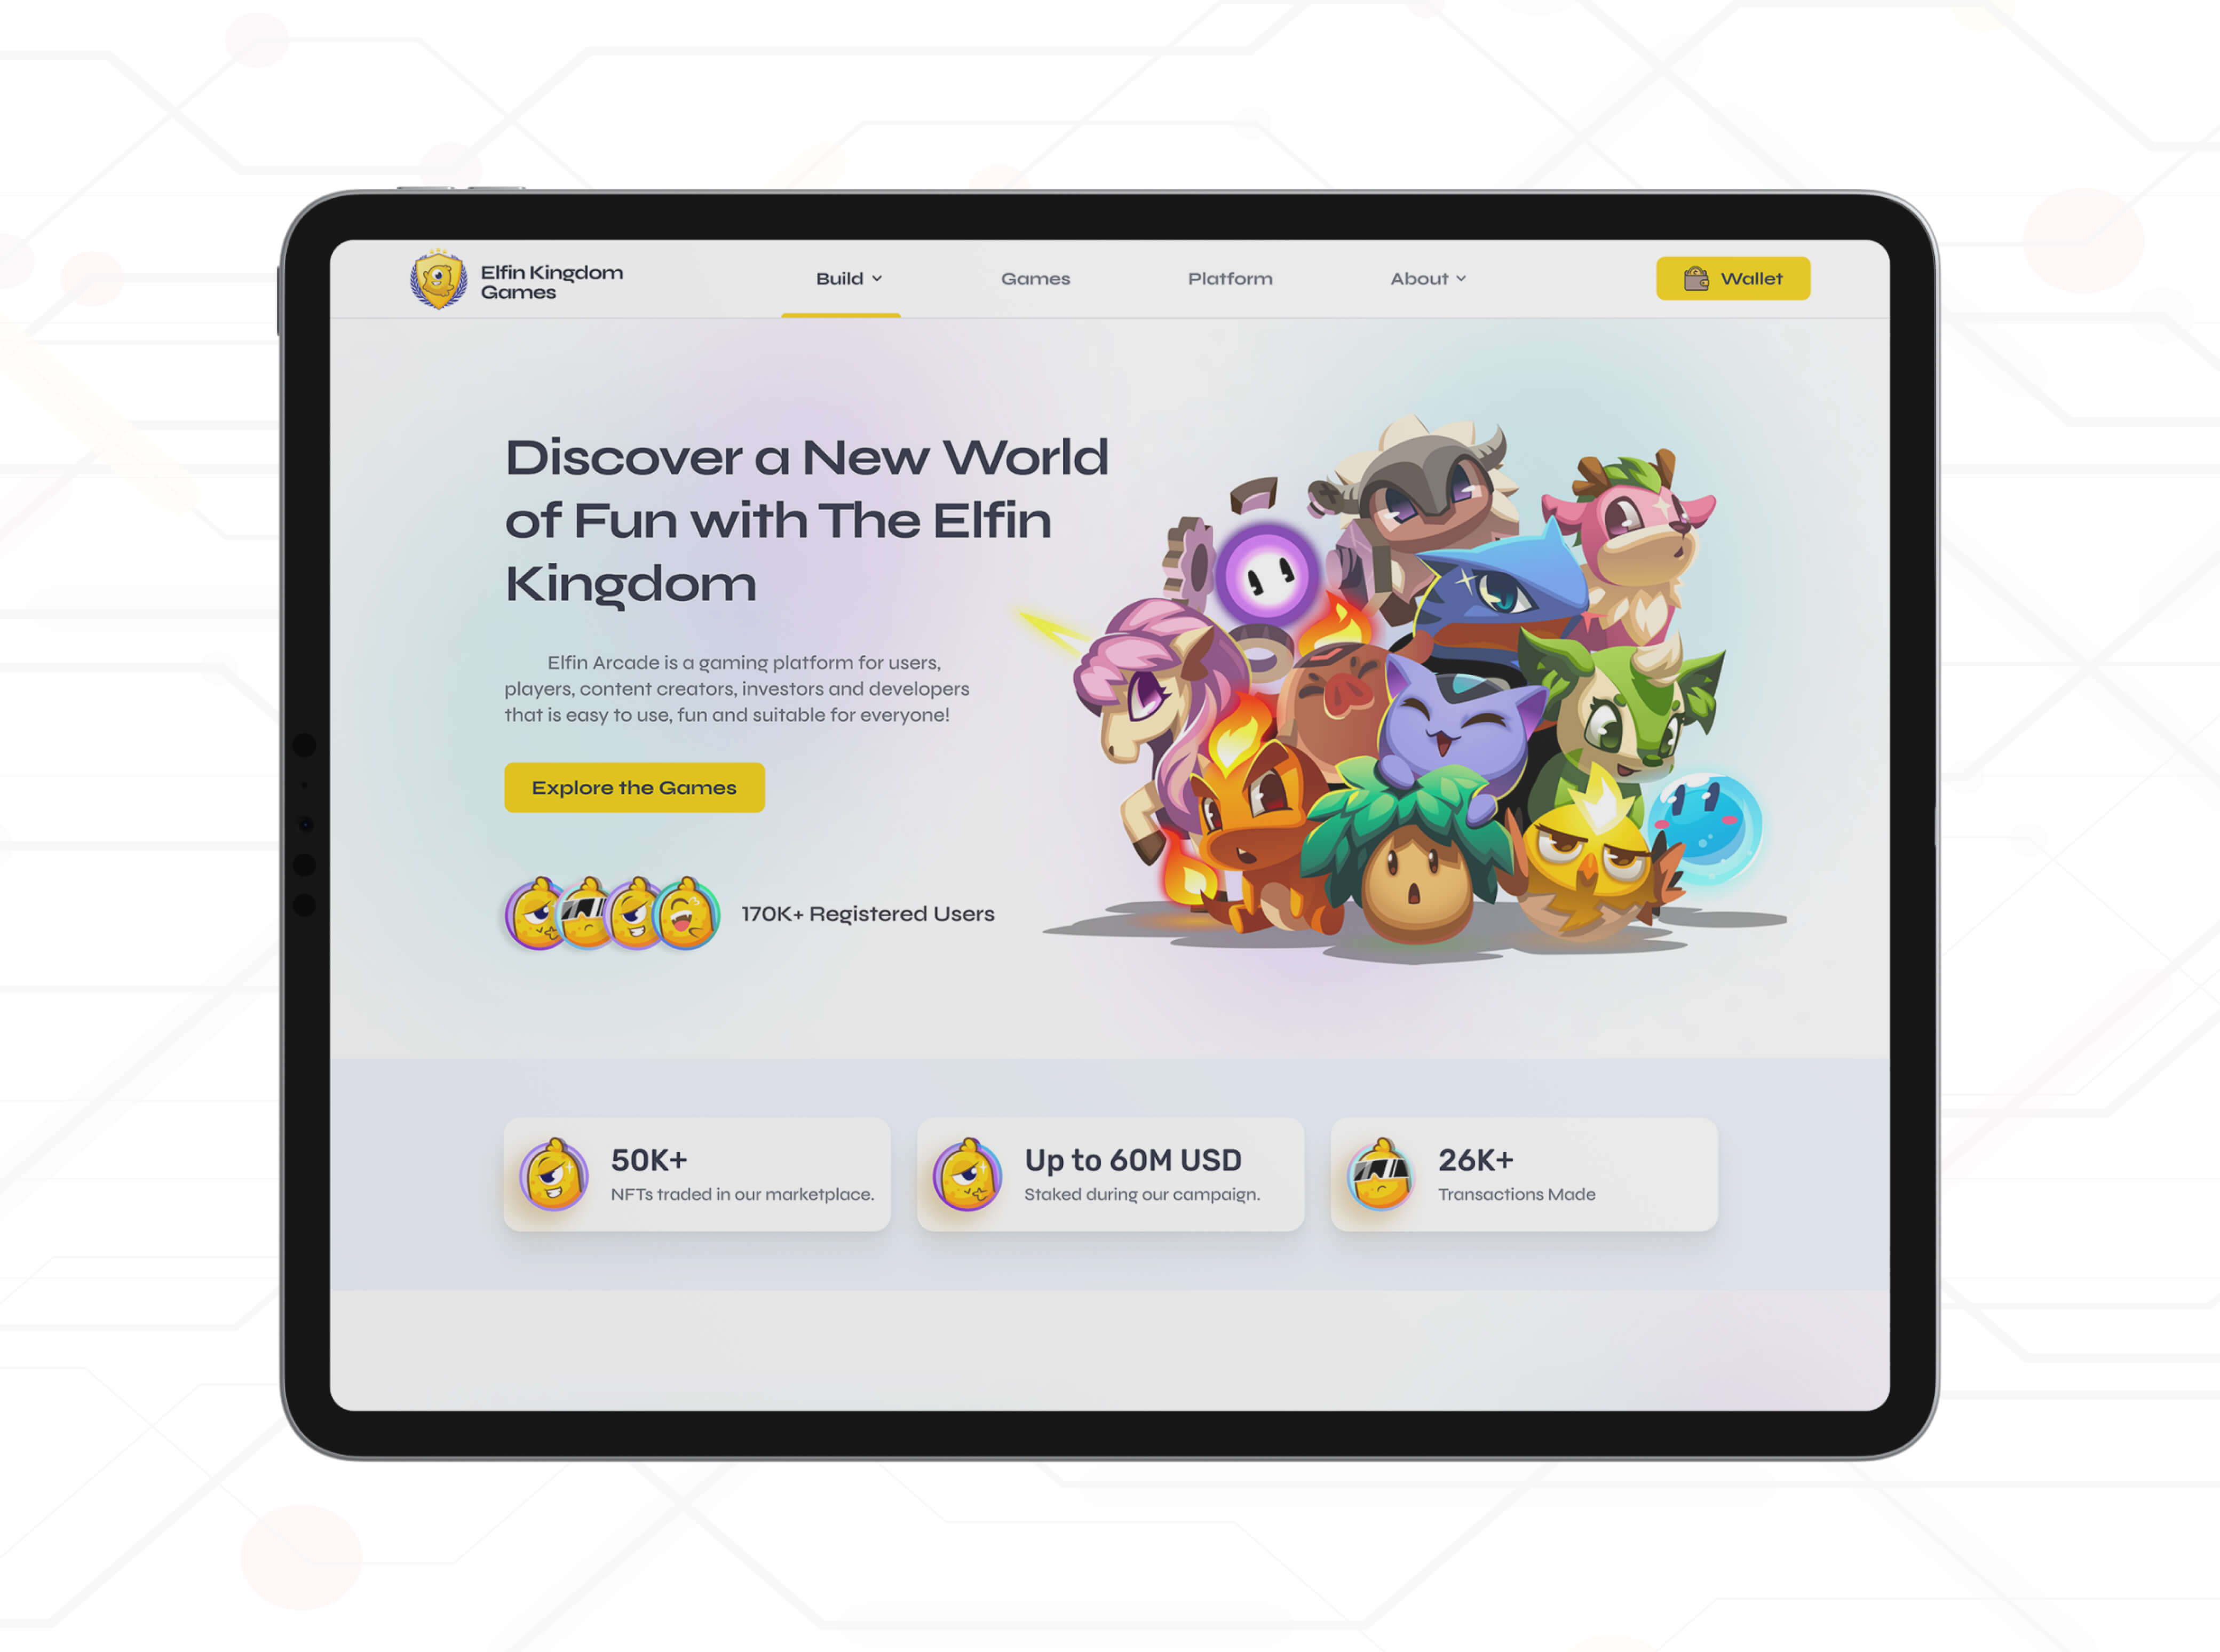 Elfin Kingdom
Games
Build
Games
Platform
About
Wallet
Discover a New World
of Fun with The Elfin
Kingdom
Elfin Arcade is a gaming platform for users,
players, content creators, investors and developers
that is easy to use, fun and suitable for everyone!
Explore the Games
170K+ Registered Users
50K+
NFTs traded in our marketplace.
Up to 60M USD
Staked during our campaign.
26K+
Transactions Made